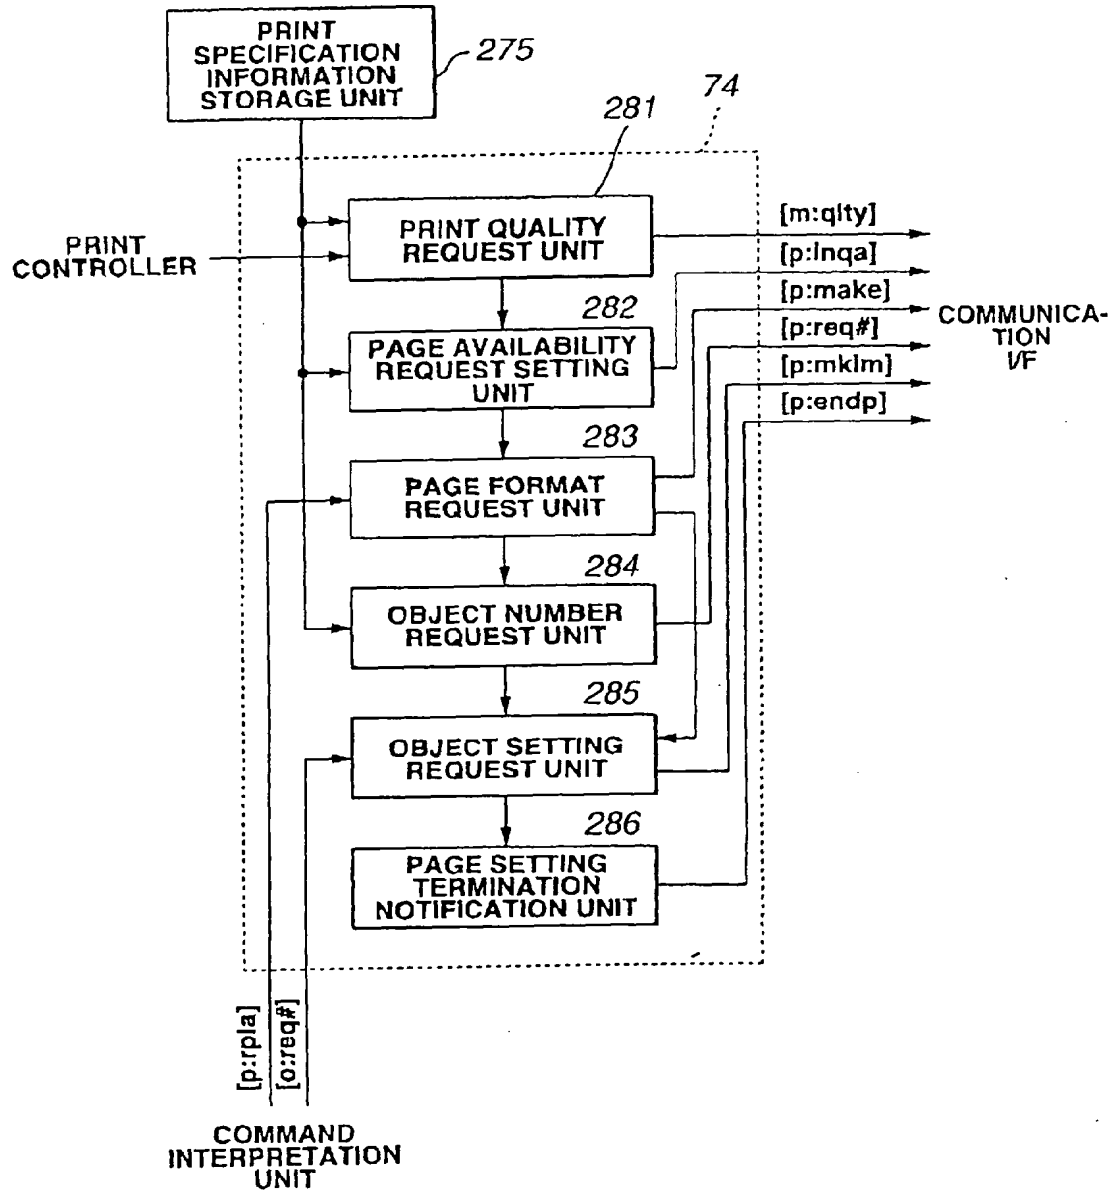 PRINT
SPECIFICATION
INFORMATION
STORAGE UNIT
275
74
281
PRINT QUALITY
REQUEST UNIT
PRINT
CONTROLLER
[m:qlty]
[p:inqa]
[p:make]
[p:req#]
[p:mklm]
[p:endp]
COMMUNICA-
TION
I/F
282
PAGE AVAILABILITY
REQUEST SETTING
UNIT
283
PAGE FORMAT
REQUEST UNIT
284
OBJECT NUMBER
REQUEST UNIT
285
OBJECT SETTING
REQUEST UNIT
286
PAGE SETTING
TERMINATION
NOTIFICATION UNIT
[p:rpla]
[o:req#]
COMMAND
INTERPRETATION
UNIT